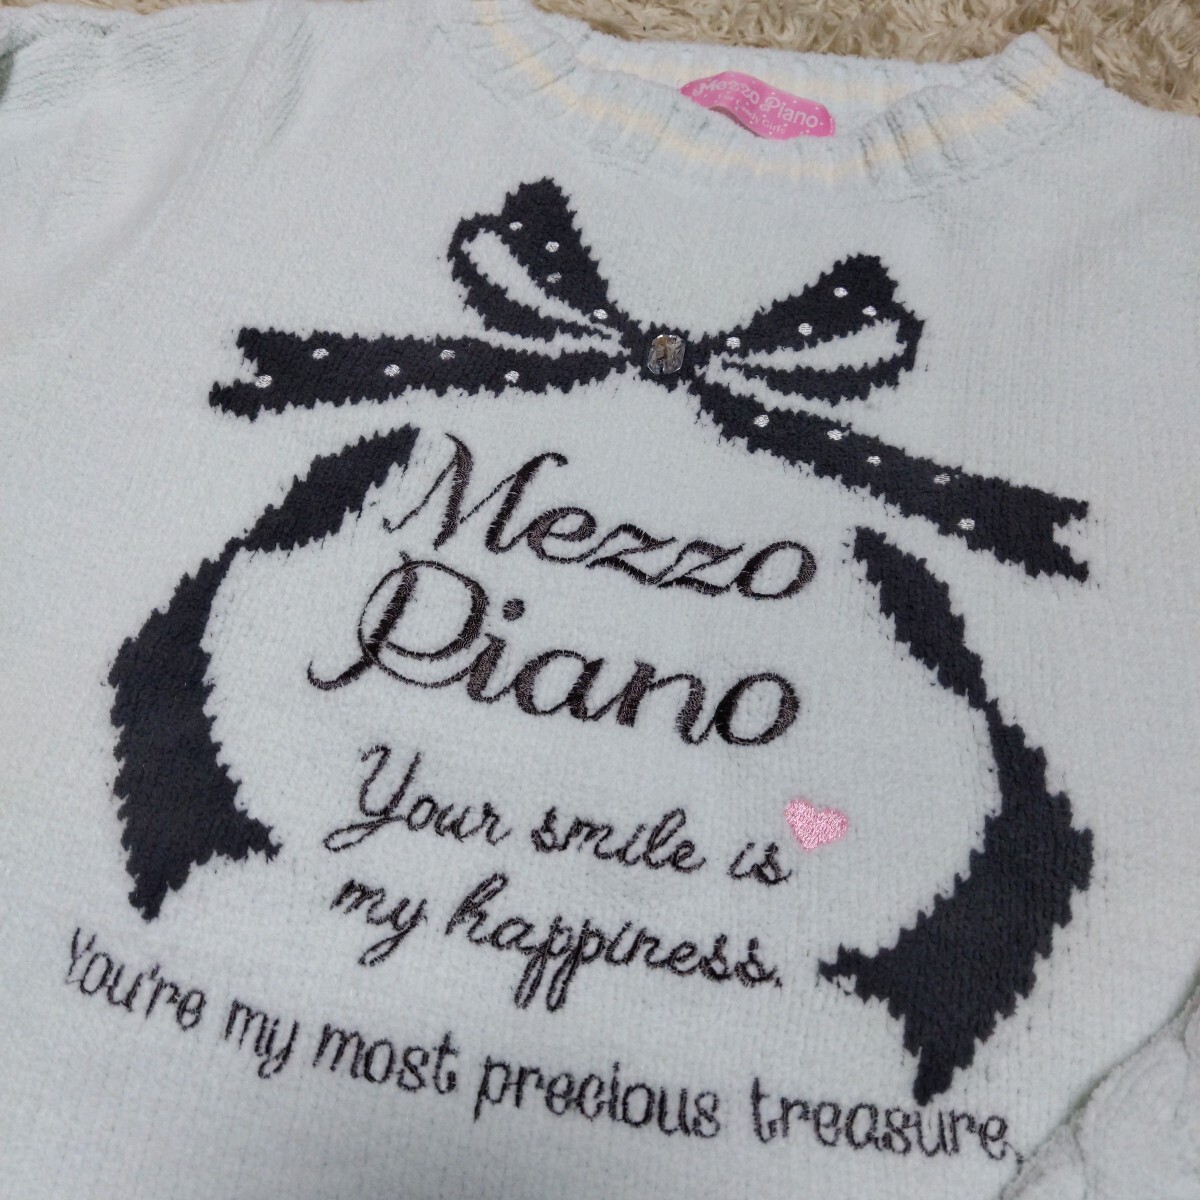 Mezzo Piano
Mezzo
Piano
Your smile is
my happiness.
You're my most precious treasure.